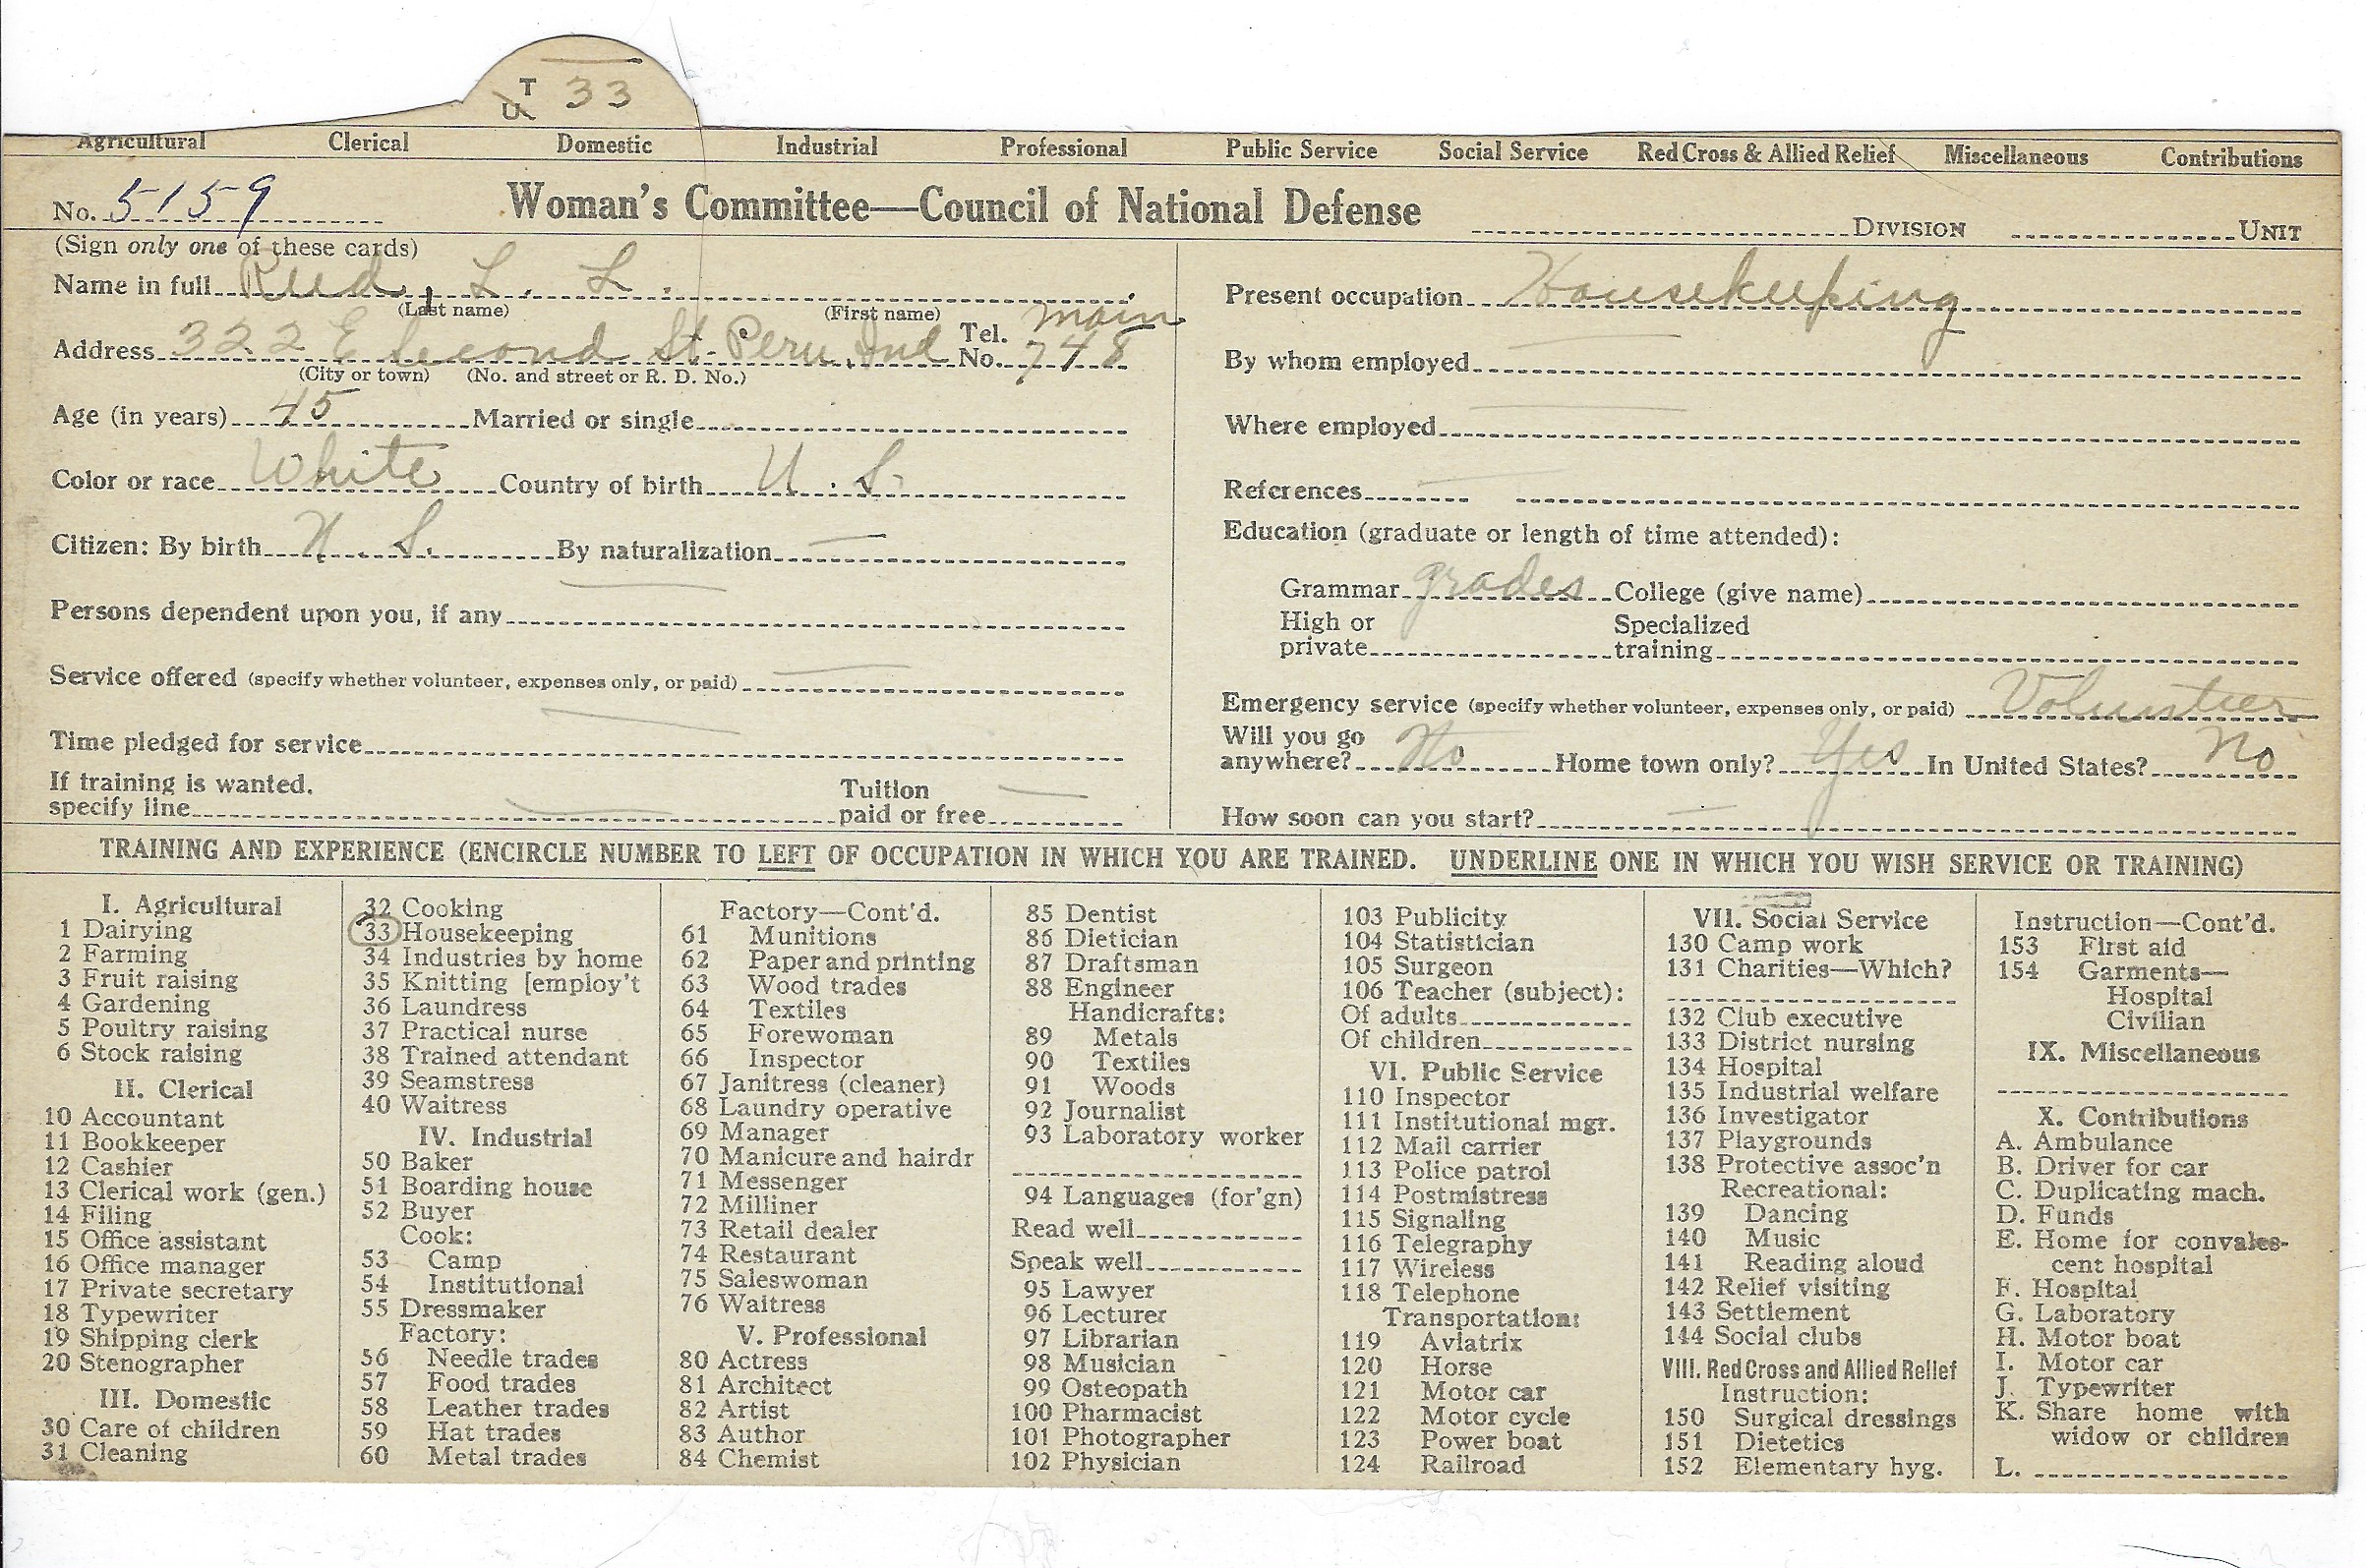 T 33
U
Agricultural Clerical Domestic Industrial Professional Public Service Social Service Red Cross & Allied Relief Miscellaneous Contributions
No. 5159 Woman's Committee—Council of National Defense DIVISION UNIT
(Sign only one of these cards)
Name in full Reed, L. L.
(Last name) (First name)
Address 322 E Second St. Peru, Ind Tel. No. main 748
(City or town) (No. and street or R. D. No.)
Age (in years) 45 Married or single
Color or race White Country of birth U. S.
Citizen: By birth U. S. By naturalization —
Persons dependent upon you, if any —
Service offered (specify whether volunteer, expenses only, or paid) —
Time pledged for service —
If training is wanted, specify line — Tuition paid or free —
Present occupation Housekeeping
By whom employed —
Where employed —
References —
Education (graduate or length of time attended):
Grammar grades College (give name)
High or private Specialized training
Emergency service (specify whether volunteer, expenses only, or paid) Volunteer
Will you go anywhere? No Home town only? Yes In United States? No
How soon can you start? —
TRAINING AND EXPERIENCE (ENCIRCLE NUMBER TO LEFT OF OCCUPATION IN WHICH YOU ARE TRAINED. UNDERLINE ONE IN WHICH YOU WISH SERVICE OR TRAINING)
I. Agricultural
1 Dairying
2 Farming
3 Fruit raising
4 Gardening
5 Poultry raising
6 Stock raising
II. Clerical
10 Accountant
11 Bookkeeper
12 Cashier
13 Clerical work (gen.)
14 Filing
15 Office assistant
16 Office manager
17 Private secretary
18 Typewriter
19 Shipping clerk
20 Stenographer
III. Domestic
30 Care of children
31 Cleaning
32 Cooking
33 Housekeeping
34 Industries by home
35 Knitting [employ't
36 Laundress
37 Practical nurse
38 Trained attendant
39 Seamstress
40 Waitress
IV. Industrial
50 Baker
51 Boarding house
52 Buyer
Cook:
53 Camp
54 Institutional
55 Dressmaker
Factory:
56 Needle trades
57 Food trades
58 Leather trades
59 Hat trades
60 Metal trades
Factory—Cont'd.
61 Munitions
62 Paper and printing
63 Wood trades
64 Textiles
65 Forewoman
66 Inspector
67 Janitress (cleaner)
68 Laundry operative
69 Manager
70 Manicure and hairdr
71 Messenger
72 Milliner
73 Retail dealer
74 Restaurant
75 Saleswoman
76 Waitress
V. Professional
80 Actress
81 Architect
82 Artist
83 Author
84 Chemist
85 Dentist
86 Dietician
87 Draftsman
88 Engineer
Handicrafts:
89 Metals
90 Textiles
91 Woods
92 Journalist
93 Laboratory worker
94 Languages (for'gn)
Read well
Speak well
95 Lawyer
96 Lecturer
97 Librarian
98 Musician
99 Osteopath
100 Pharmacist
101 Photographer
102 Physician
103 Publicity
104 Statistician
105 Surgeon
106 Teacher (subject):
Of adults
Of children
VI. Public Service
110 Inspector
111 Institutional mgr.
112 Mail carrier
113 Police patrol
114 Postmistress
115 Signaling
116 Telegraphy
117 Wireless
118 Telephone
Transportation:
119 Aviatrix
120 Horse
121 Motor car
122 Motor cycle
123 Power boat
124 Railroad
VII. Social Service
130 Camp work
131 Charities—Which?
132 Club executive
133 District nursing
134 Hospital
135 Industrial welfare
136 Investigator
137 Playgrounds
138 Protective assoc'n
Recreational:
139 Dancing
140 Music
141 Reading aloud
142 Relief visiting
143 Settlement
144 Social clubs
VIII. Red Cross and Allied Relief
Instruction:
150 Surgical dressings
151 Dietetics
152 Elementary hyg.
Instruction—Cont'd.
153 First aid
154 Garments—
Hospital
Civilian
IX. Miscellaneous
X. Contributions
A. Ambulance
B. Driver for car
C. Duplicating mach.
D. Funds
E. Home for convales-
cent hospital
F. Hospital
G. Laboratory
H. Motor boat
I. Motor car
J. Typewriter
K. Share home with
widow or children
L.